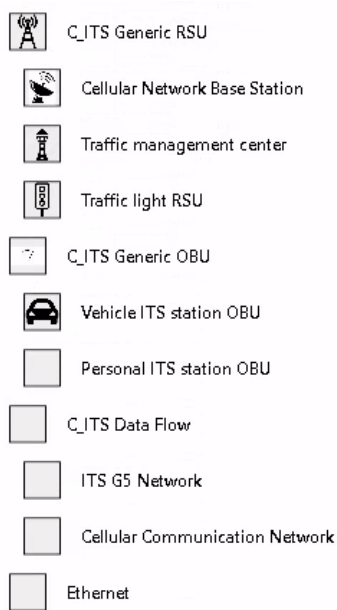 C_ITS Generic RSU
Cellular Network Base Station
Traffic management center
Traffic light RSU
C_ITS Generic OBU
Vehicle ITS station OBU
Personal ITS station OBU
C_ITS Data Flow
ITS G5 Network
Cellular Communication Network
Ethernet